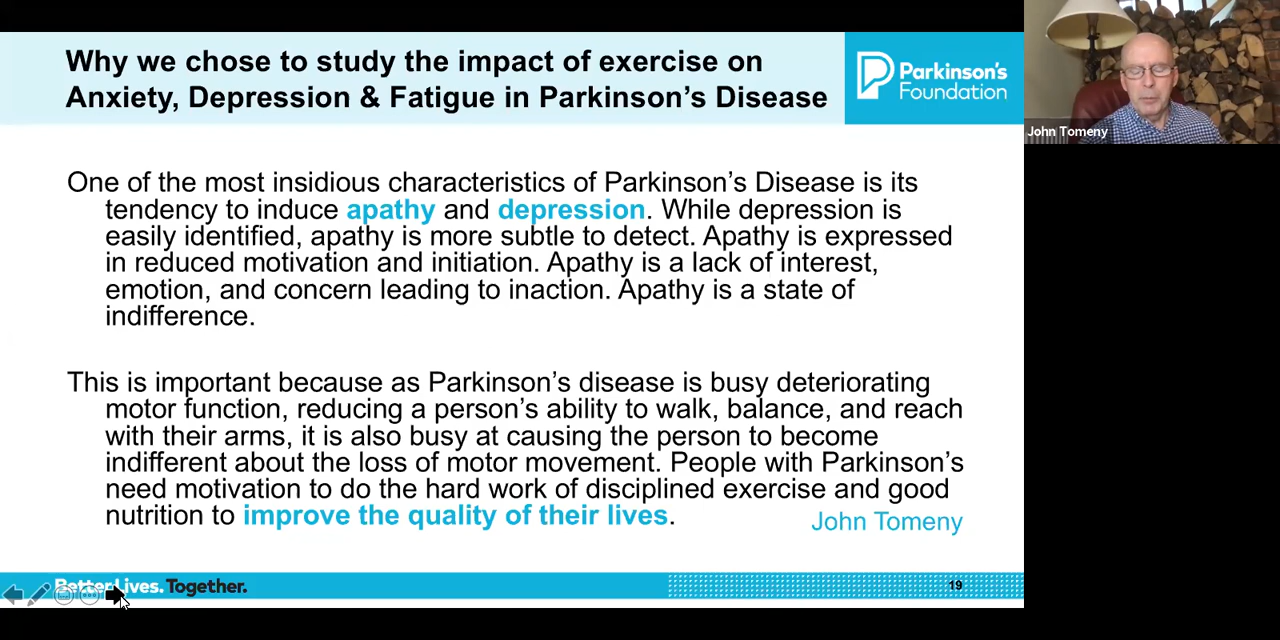 Why we chose to study the impact of exercise on
Anxiety, Depression & Fatigue in Parkinson's Disease
Parkinson's
Foundation
John Tomeny
One of the most insidious characteristics of Parkinson's Disease is its
tendency to induce apathy and depression. While depression is
easily identified, apathy is more subtle to detect. Apathy is expressed
in reduced motivation and initiation. Apathy is a lack of interest,
emotion, and concern leading to inaction. Apathy is a state of
indifference.
This is important because as Parkinson's disease is busy deteriorating
motor function, reducing a person's ability to walk, balance, and reach
with their arms, it is also busy at causing the person to become
indifferent about the loss of motor movement. People with Parkinson's
need motivation to do the hard work of disciplined exercise and good
nutrition to improve the quality of their lives.
John Tomeny
Better Lives. Together.
19